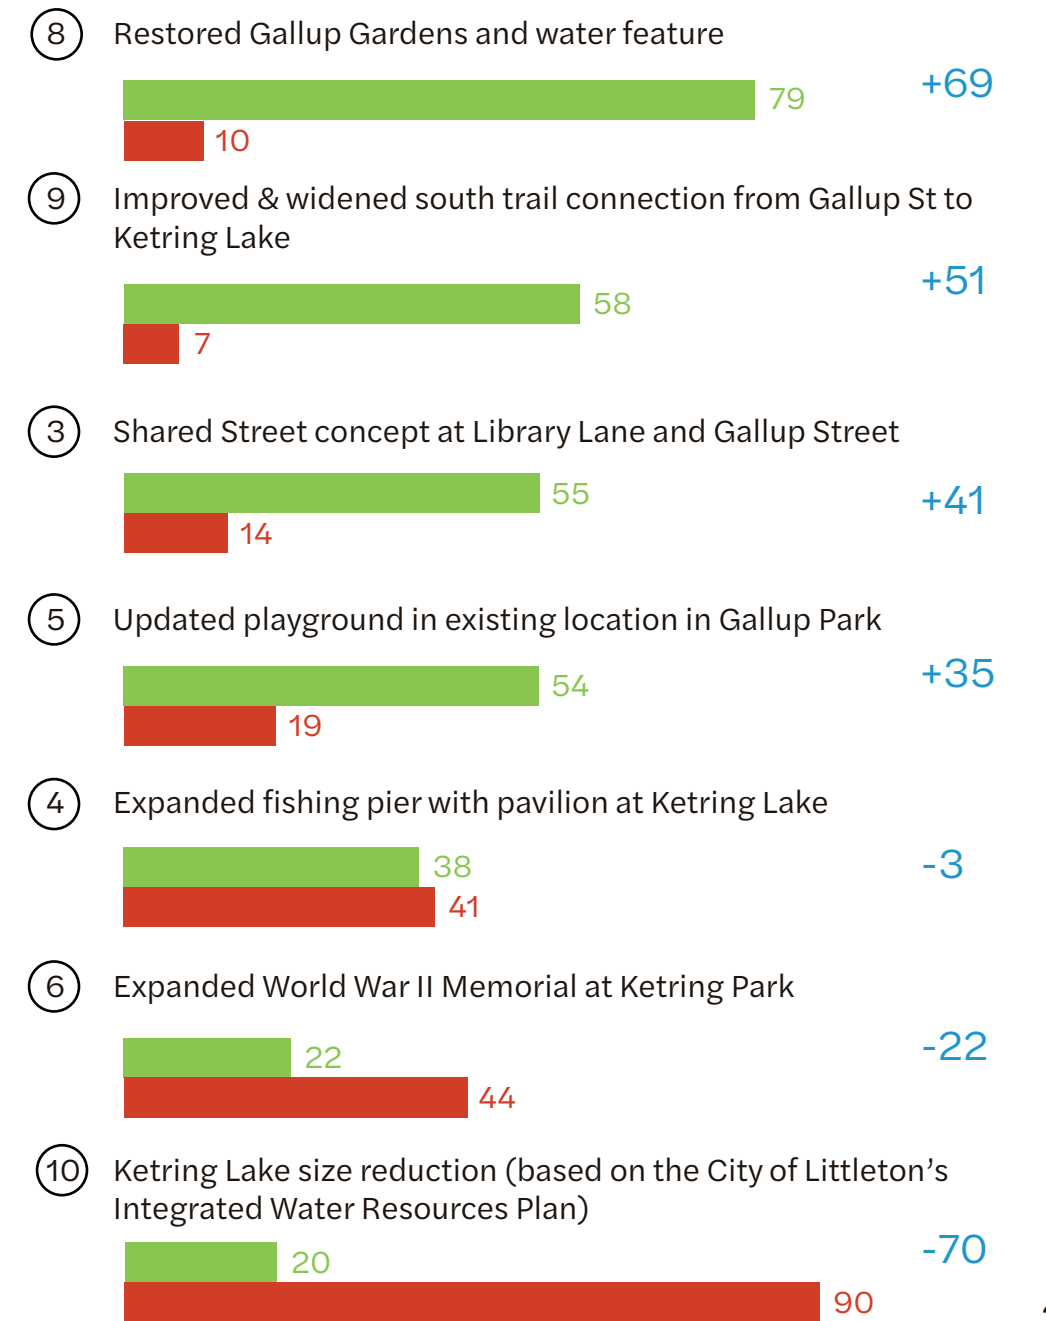 8 Restored Gallup Gardens and water feature
79
+69
10
9 Improved & widened south trail connection from Gallup St to
Ketring Lake
58
+51
7
3 Shared Street concept at Library Lane and Gallup Street
55
+41
14
5 Updated playground in existing location in Gallup Park
54
+35
19
4 Expanded fishing pier with pavilion at Ketring Lake
38
-3
41
6 Expanded World War II Memorial at Ketring Park
22
-22
44
10 Ketring Lake size reduction (based on the City of Littleton’s
Integrated Water Resources Plan)
20
-70
90